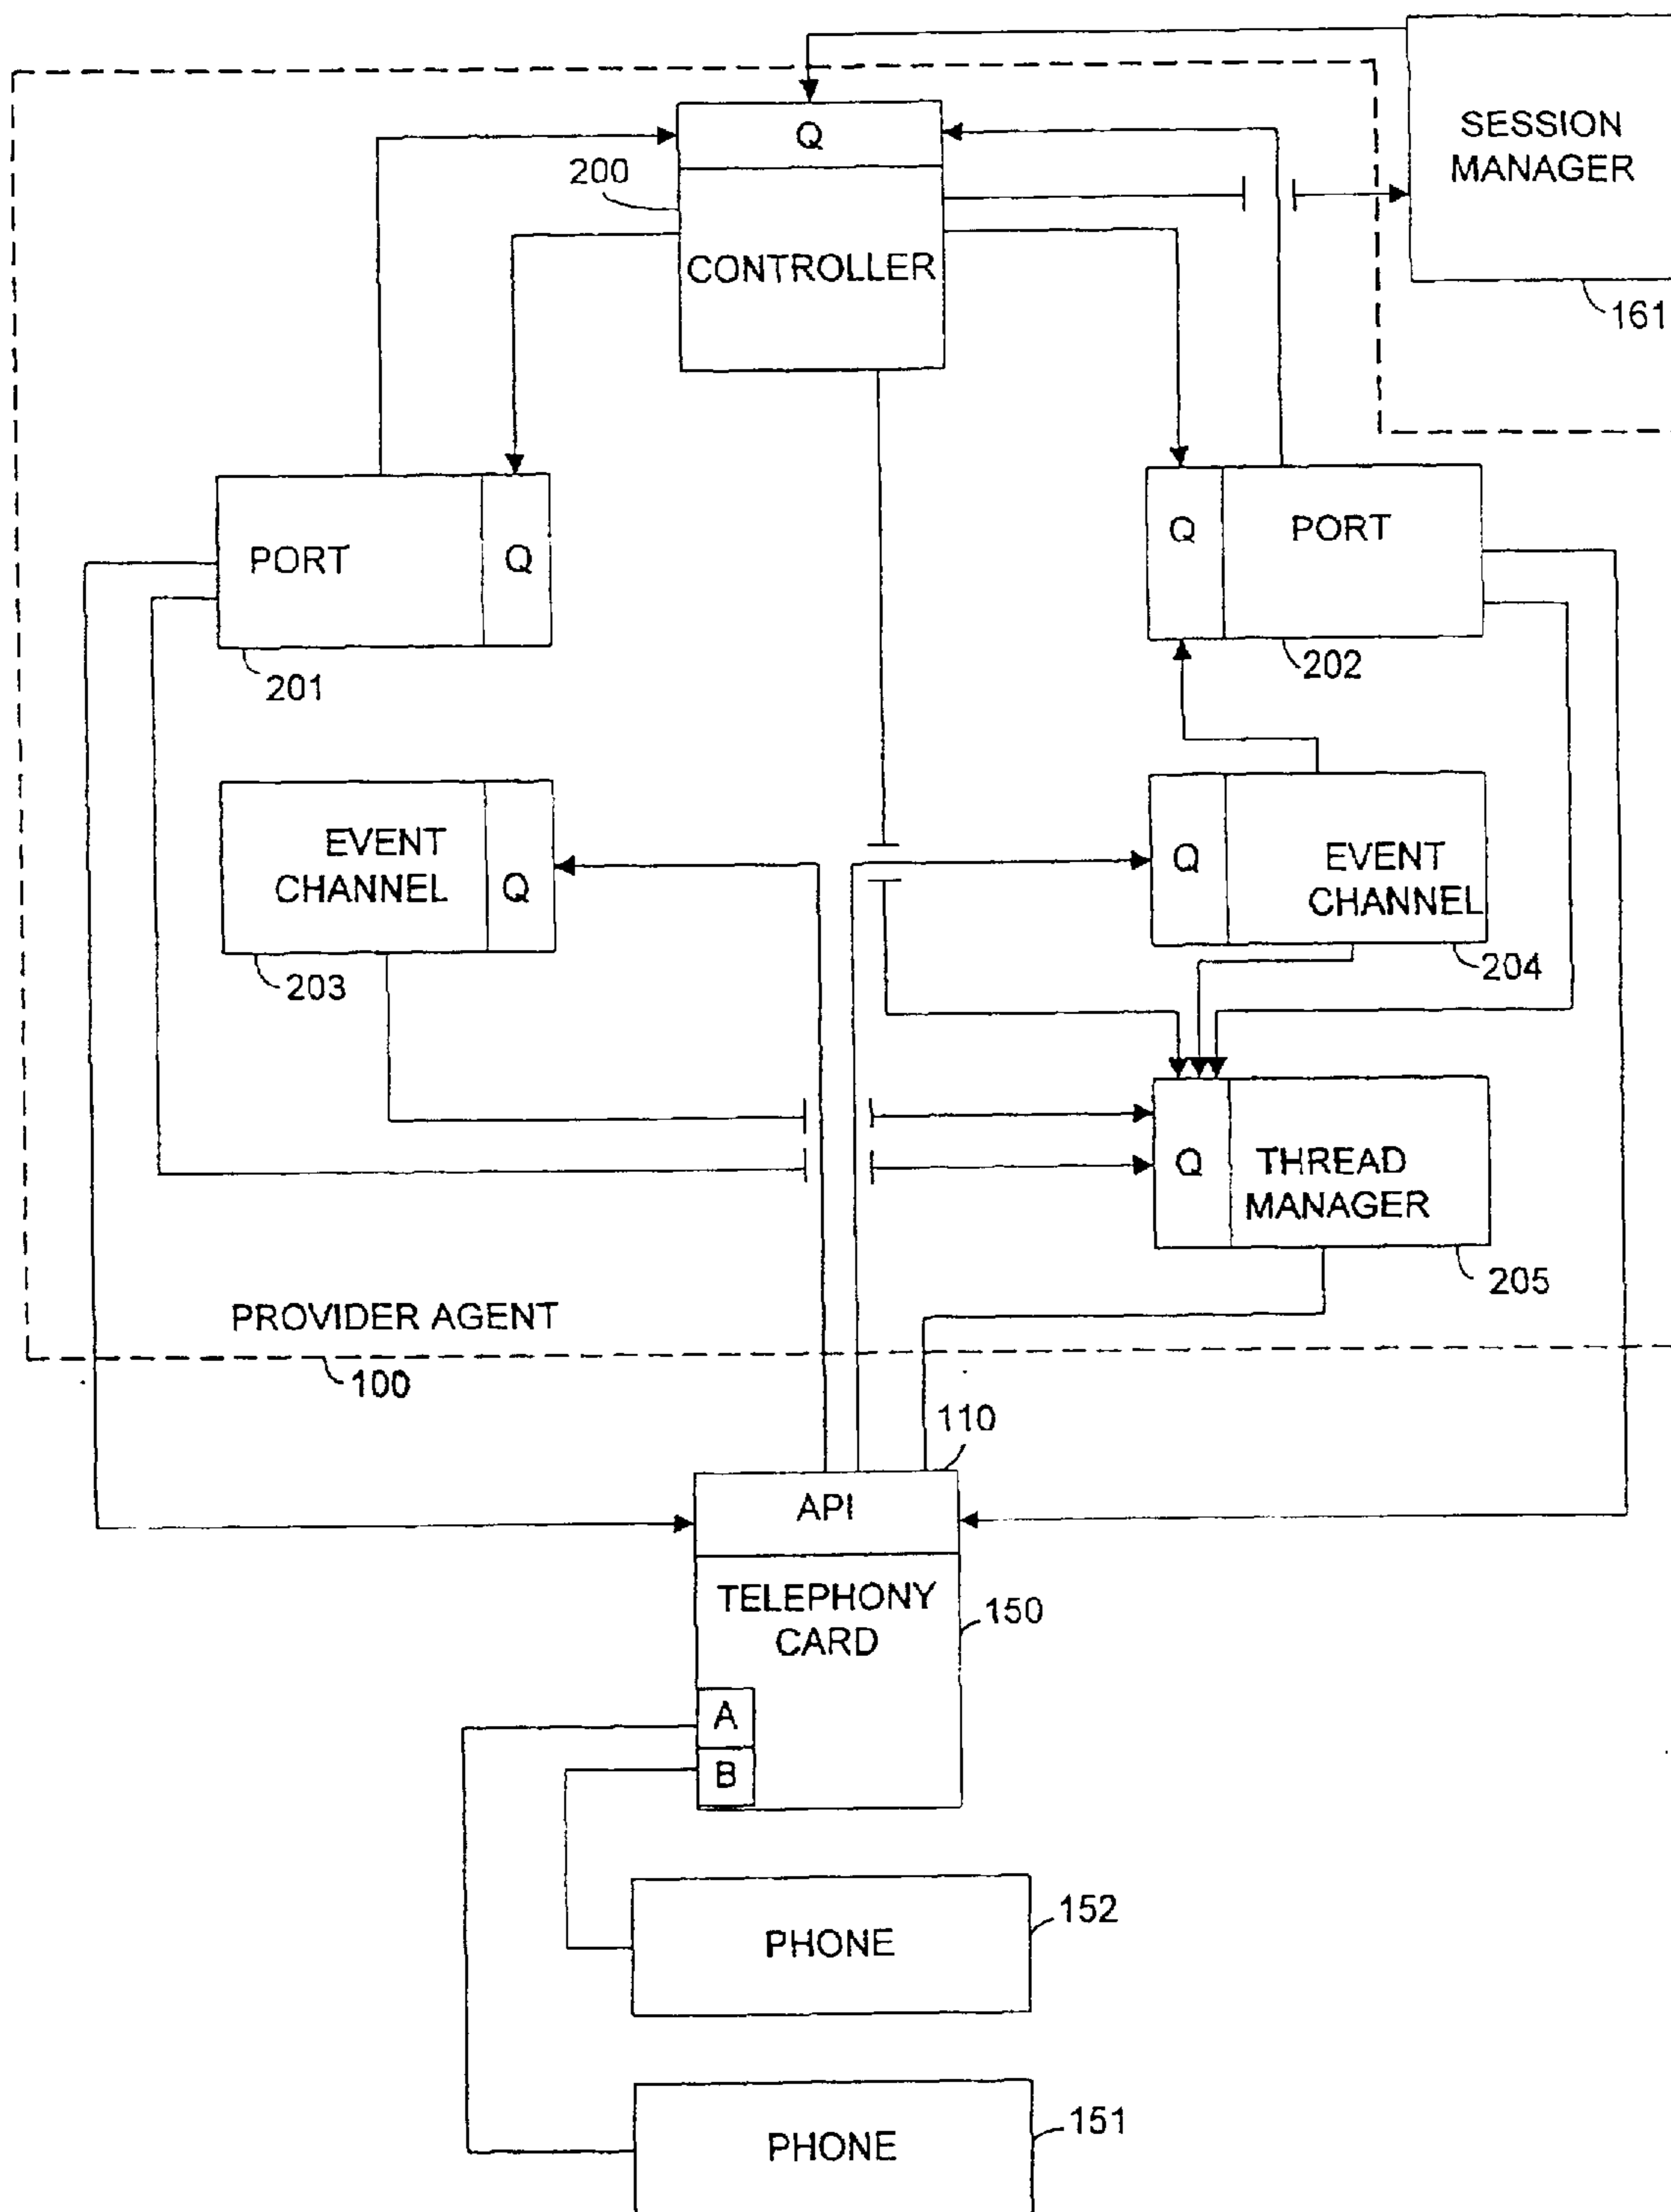 SESSION
MANAGER
161
Q
200
CONTROLLER
PORT
Q
201
Q
PORT
202
EVENT
CHANNEL
Q
203
Q
EVENT
CHANNEL
204
Q
THREAD
MANAGER
205
PROVIDER AGENT
100
110
API
TELEPHONY
CARD
150
A
B
PHONE
152
PHONE
151